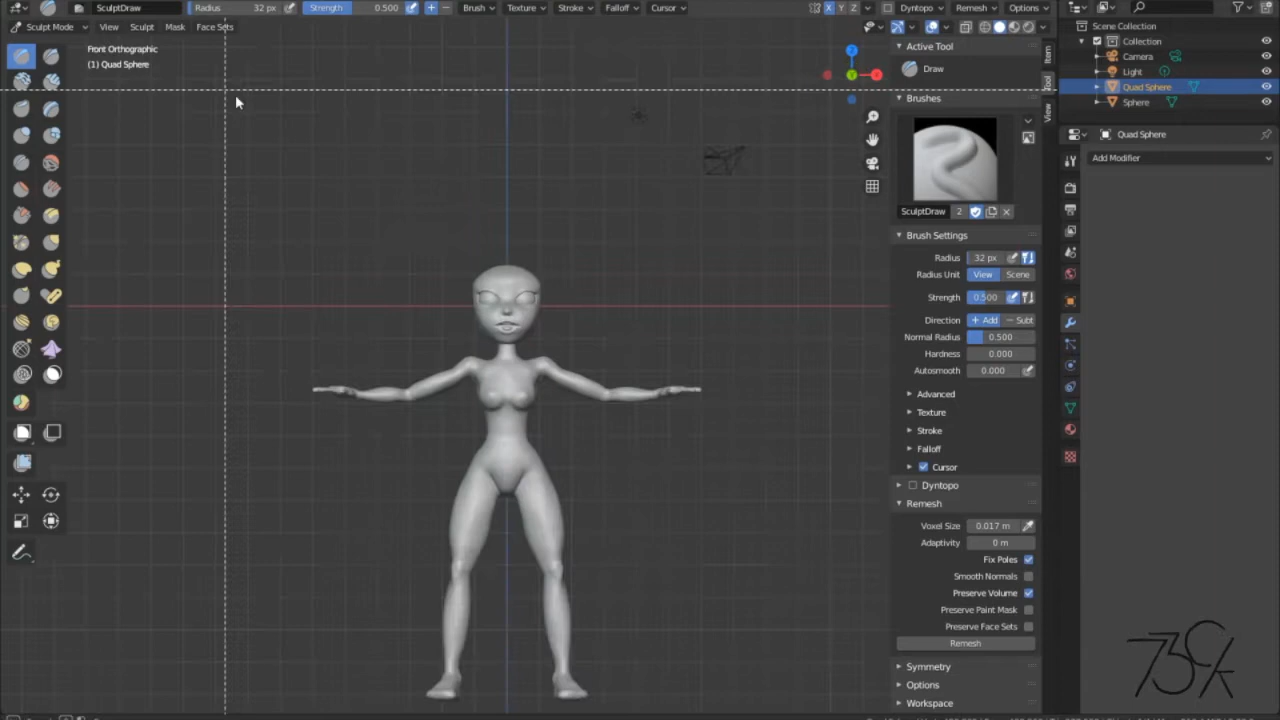 SculptDraw Radius 32 px Strength 0.500 Brush Texture Stroke Falloff Cursor X Y Z Dyntopo Remesh Options
Sculpt Mode View Sculpt Mask Face Sets
Front Orthographic
(1) Quad Sphere
Z
X
Y
Active Tool
Draw
Brushes
SculptDraw 2
Brush Settings
Radius 32 px
Radius Unit View Scene
Strength 0.500
Direction + Add − Subt
Normal Radius 0.500
Hardness 0.000
Autosmooth 0.000
Advanced
Texture
Stroke
Falloff
Cursor
Dyntopo
Remesh
Voxel Size 0.017 m
Adaptivity 0 m
Fix Poles
Smooth Normals
Preserve Volume
Preserve Paint Mask
Preserve Face Sets
Remesh
Symmetry
Options
Workspace
Item
Tool
View
Scene Collection
Collection
Camera
Light
Quad Sphere
Sphere
Quad Sphere
Add Modifier